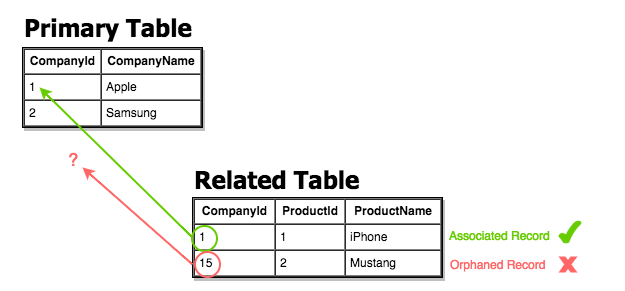 Primary Table
CompanyId CompanyName
1 Apple
2 Samsung
?
Related Table
CompanyId ProductId ProductName
1 1 iPhone Associated Record
15 2 Mustang Orphaned Record